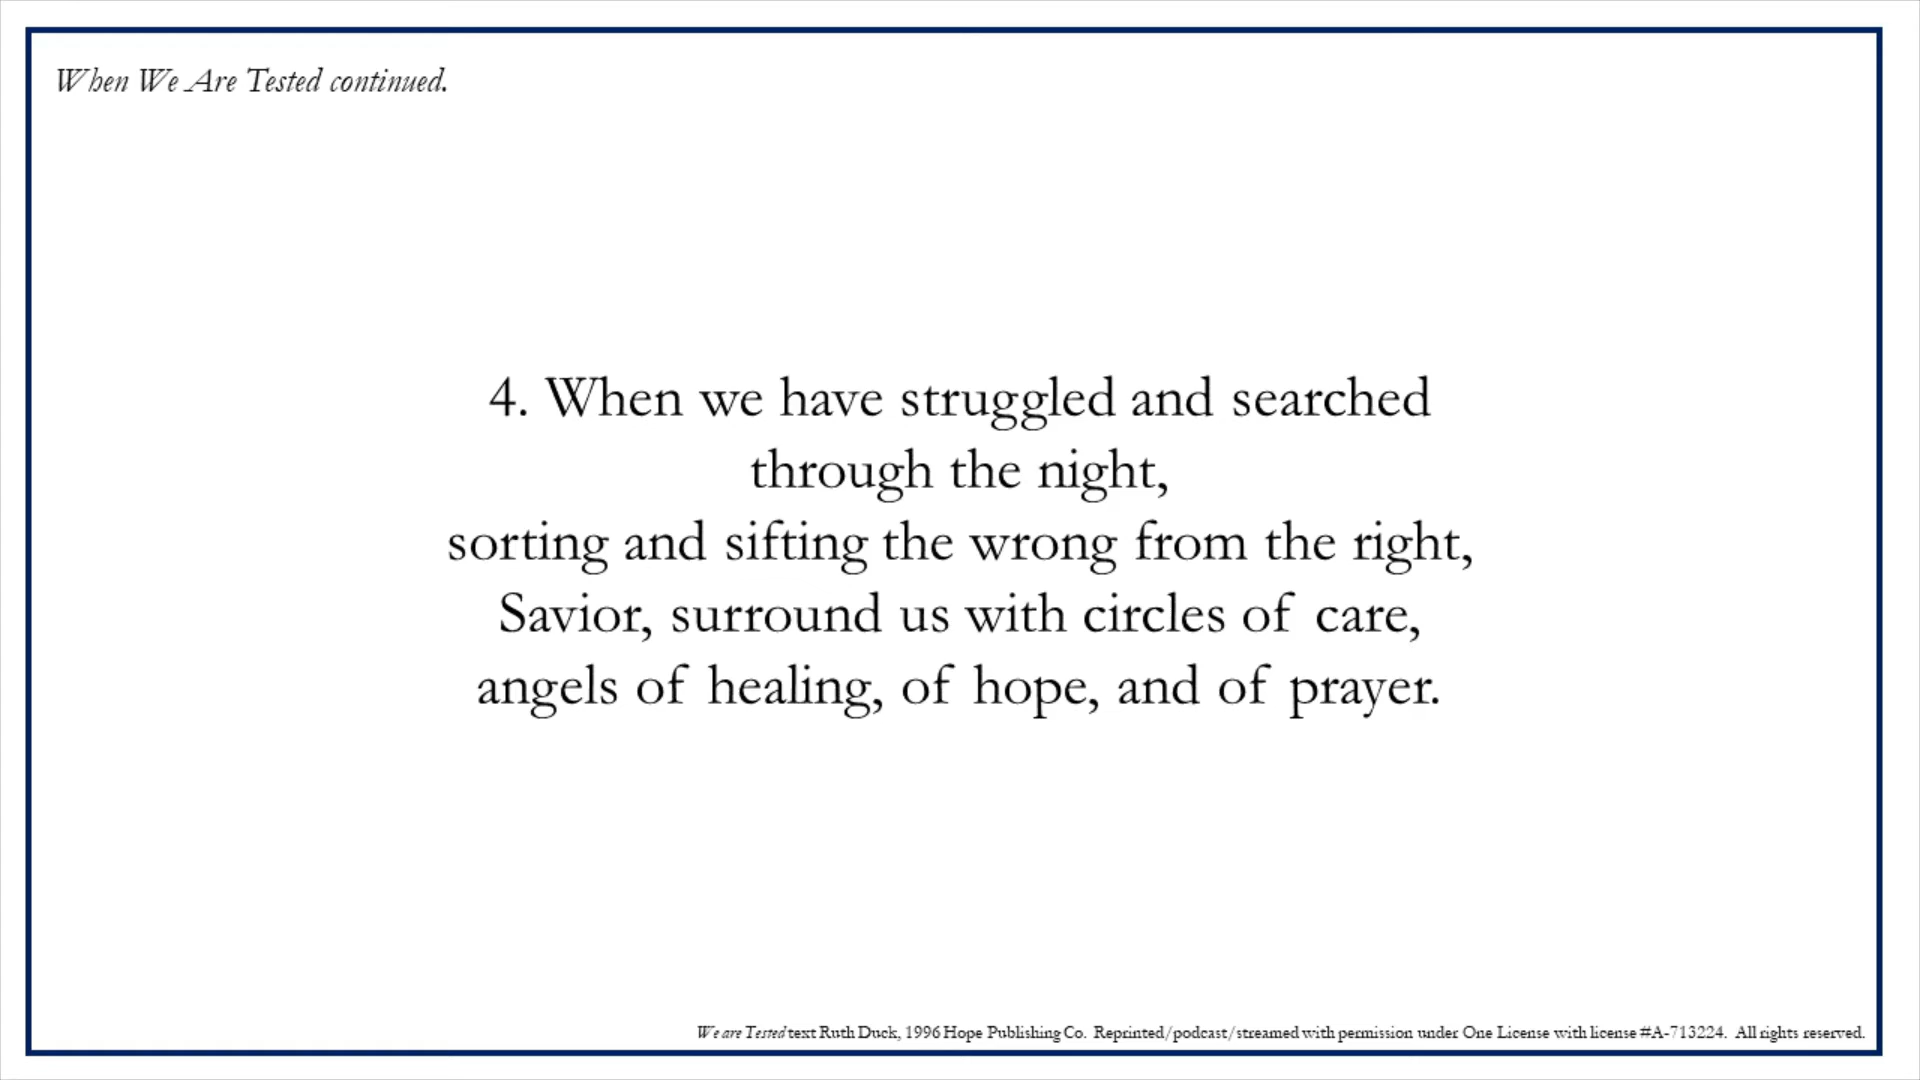 When We Are Tested continued.
4. When we have struggled and searched
through the night,
sorting and sifting the wrong from the right,
Savior, surround us with circles of care,
angels of healing, of hope, and of prayer.
We are Tested text Ruth Duck, 1996 Hope Publishing Co. Reprinted/podcast/streamed with permission under One License with license #A-713224. All rights reserved.